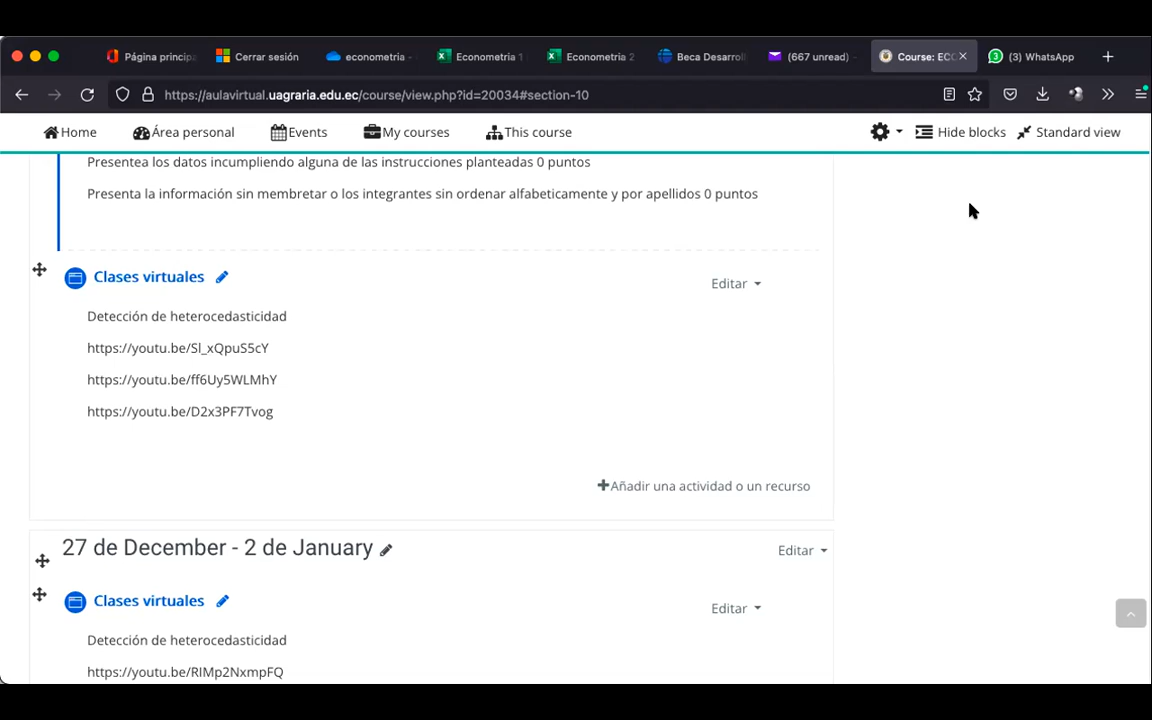 Página princip
Cerrar sesión
econometria -
Econometria 1
Econometria 2
Beca Desarroll
(667 unread)
Course: ECO
(3) WhatsApp
https://aulavirtual.uagraria.edu.ec/course/view.php?id=20034#section-10
Home
Área personal
Events
My courses
This course
Hide blocks
Standard view
Presentea los datos incumpliendo alguna de las instrucciones planteadas 0 puntos
Presenta la información sin membretar o los integrantes sin ordenar alfabeticamente y por apellidos 0 puntos
Clases virtuales
Editar
Detección de heterocedasticidad
https://youtu.be/Sl_xQpuS5cY
https://youtu.be/ff6Uy5WLMhY
https://youtu.be/D2x3PF7Tvog
Añadir una actividad o un recurso
27 de December - 2 de January
Editar
Clases virtuales
Editar
Detección de heterocedasticidad
https://youtu.be/RIMp2NxmpFQ